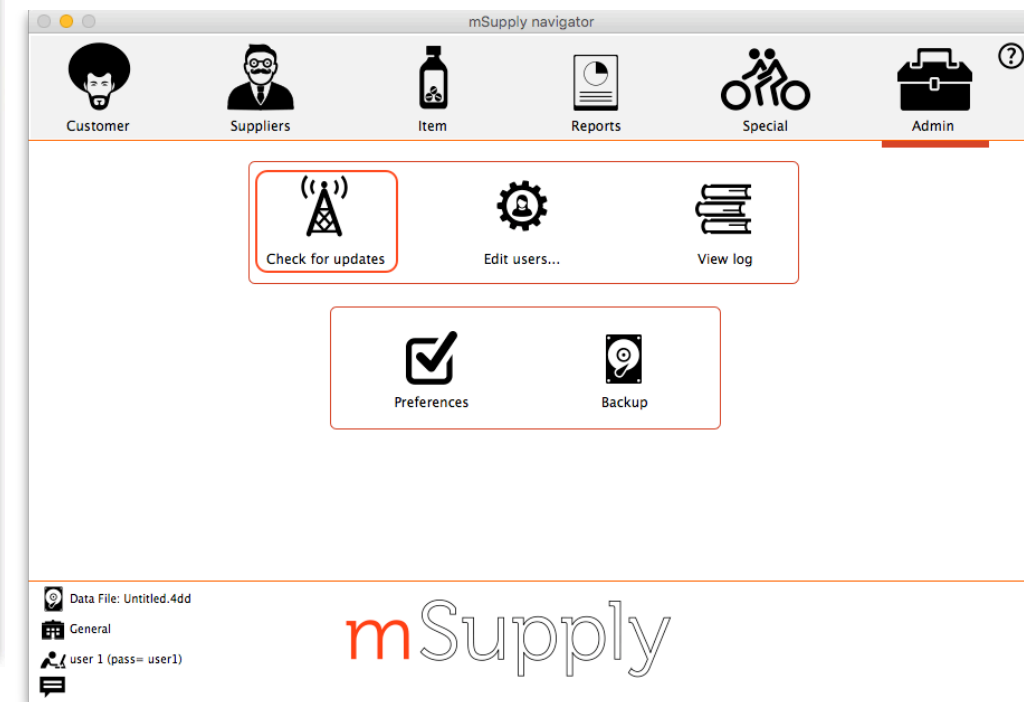 mSupply navigator
?
Customer Suppliers Item Reports Special Admin
Check for updates Edit users... View log
Preferences Backup
Data File: Untitled.4dd
General
user 1 (pass= user1)
mSupply